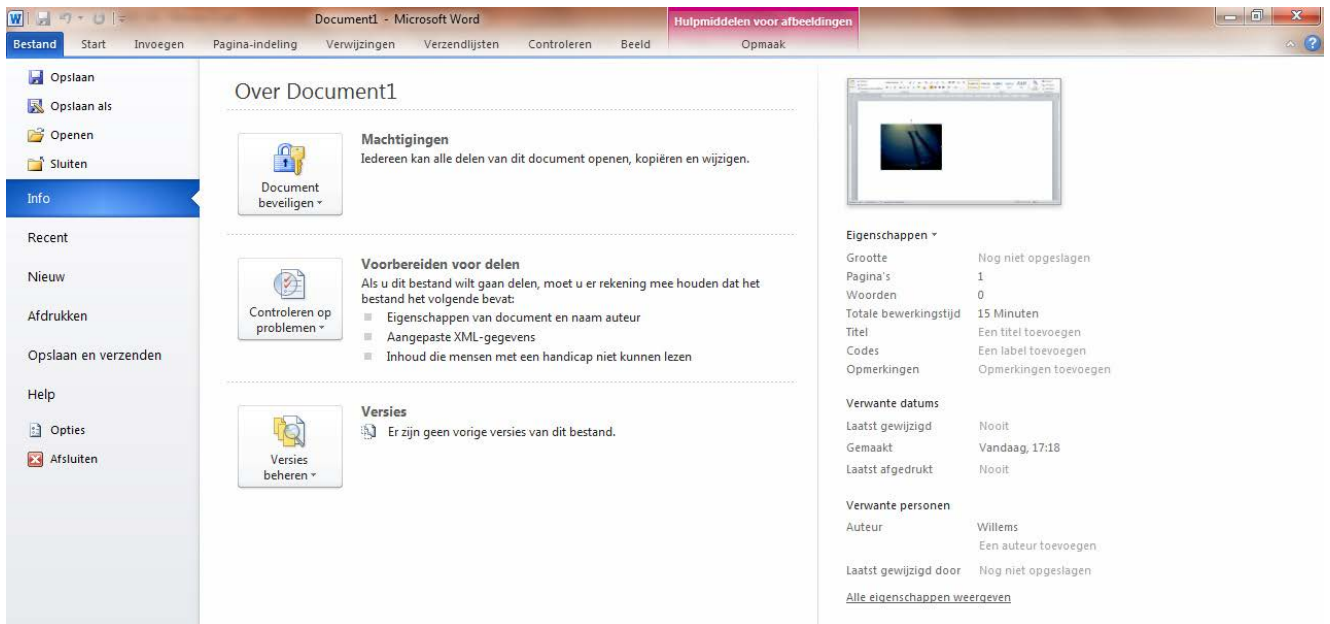 Document1 - Microsoft Word
Hulpmiddelen voor afbeeldingen
Bestand Start Invoegen Pagina-indeling Verwijzingen Verzendlijsten Controleren Beeld Opmaak
Opslaan
Opslaan als
Openen
Sluiten
Info
Recent
Nieuw
Afdrukken
Opslaan en verzenden
Help
Opties
Afsluiten
Over Document1
Document
beveiligen
Machtigingen
Iedereen kan alle delen van dit document openen, kopiëren en wijzigen.
Controleren op
problemen
Voorbereiden voor delen
Als u dit bestand wilt gaan delen, moet u er rekening mee houden dat het
bestand het volgende bevat:
Eigenschappen van document en naam auteur
Aangepaste XML-gegevens
Inhoud die mensen met een handicap niet kunnen lezen
Versies
beheren
Versies
Er zijn geen vorige versies van dit bestand.
Eigenschappen
Grootte Nog niet opgeslagen
Pagina's 1
Woorden 0
Totale bewerkingstijd 15 Minuten
Titel Een titel toevoegen
Codes Een label toevoegen
Opmerkingen Opmerkingen toevoegen
Verwante datums
Laatst gewijzigd Nooit
Gemaakt Vandaag, 17:18
Laatst afgedrukt Nooit
Verwante personen
Auteur Willems
Een auteur toevoegen
Laatst gewijzigd door Nog niet opgeslagen
Alle eigenschappen weergeven